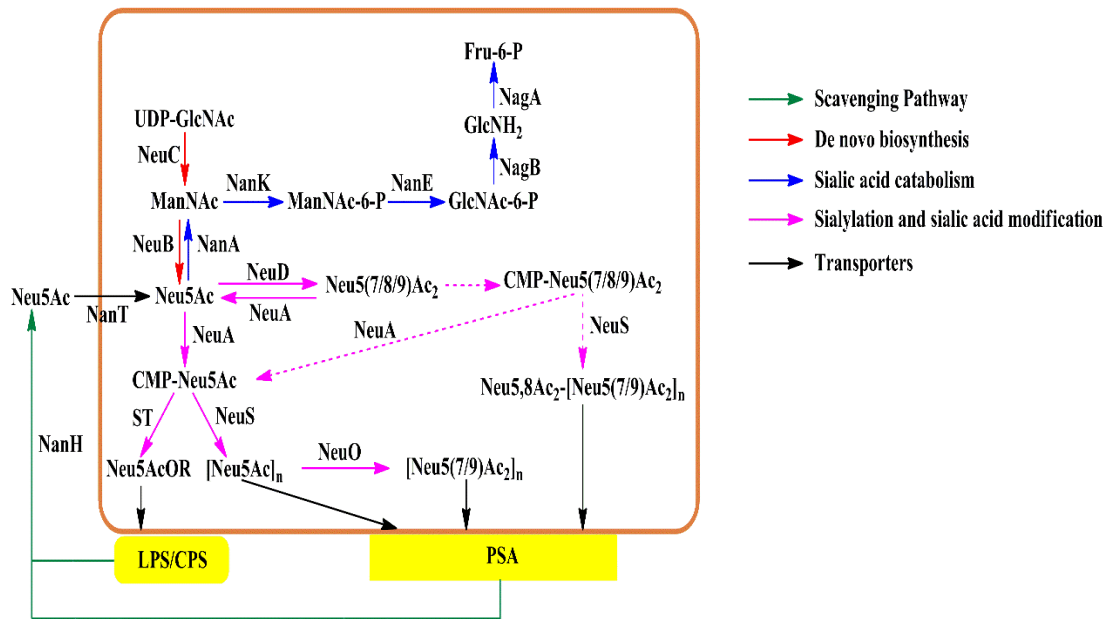 Fru-6-P
NagA
GlcNH₂
NagB
UDP-GlcNAc
NeuC
ManNAc
NanK
ManNAc-6-P
NanE
GlcNAc-6-P
NeuB
NanA
Neu5Ac
NanT
Neu5Ac
NeuD
NeuA
Neu5(7/8/9)Ac₂
CMP-Neu5(7/8/9)Ac₂
NeuA
NeuA
NeuS
CMP-Neu5Ac
Neu5,8Ac₂-[Neu5(7/9)Ac₂]ₙ
ST
NeuS
NanH
Neu5AcOR
[Neu5Ac]ₙ
NeuO
[Neu5(7/9)Ac₂]ₙ
LPS/CPS
PSA
Scavenging Pathway
De novo biosynthesis
Sialic acid catabolism
Sialylation and sialic acid modification
Transporters